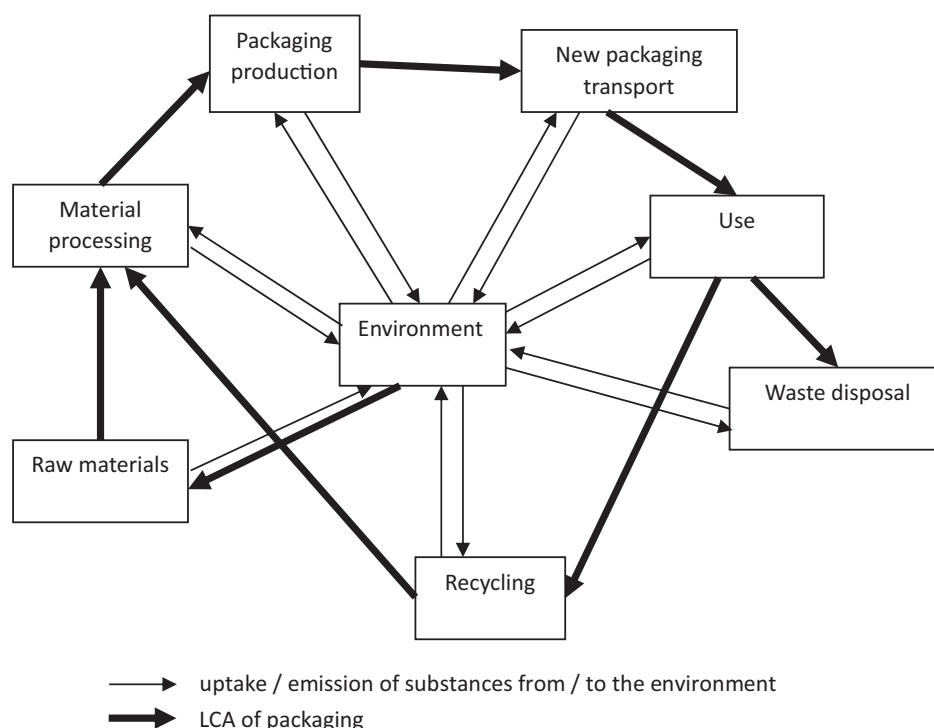 Packaging
production
New packaging
transport
Material
processing
Use
Environment
Waste disposal
Raw materials
Recycling
uptake / emission of substances from / to the environment
LCA of packaging